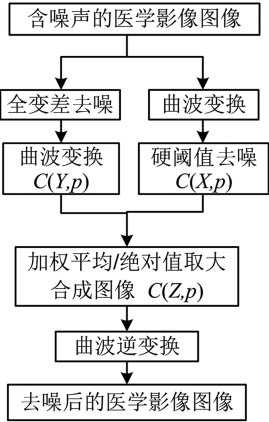 含噪声的医学影像图像
全变差去噪
曲波变换
C(Y,p)
曲波变换
硬阈值去噪
C(X,p)
加权平均/绝对值取大
合成图像 C(Z,p)
曲波逆变换
去噪后的医学影像图像